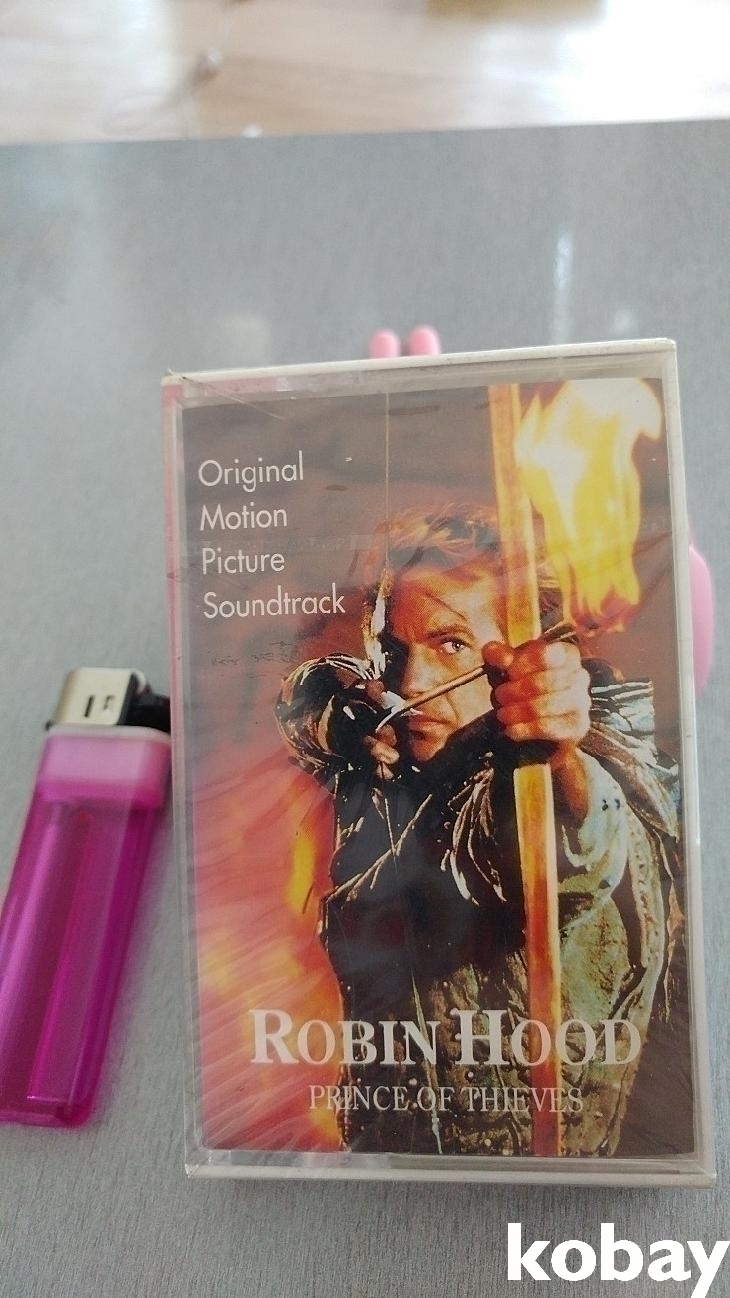 Original
Motion
Picture
Soundtrack
ROBIN HOOD
PRINCE OF THIEVES
kobay